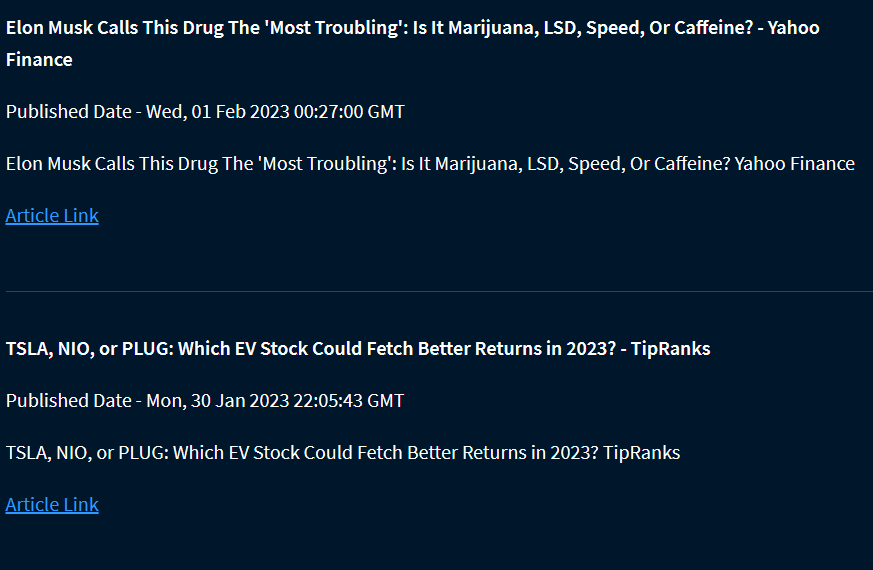 Elon Musk Calls This Drug The 'Most Troubling': Is It Marijuana, LSD, Speed, Or Caffeine? - Yahoo
Finance
Published Date - Wed, 01 Feb 2023 00:27:00 GMT
Elon Musk Calls This Drug The 'Most Troubling': Is It Marijuana, LSD, Speed, Or Caffeine? Yahoo Finance
Article Link
TSLA, NIO, or PLUG: Which EV Stock Could Fetch Better Returns in 2023? - TipRanks
Published Date - Mon, 30 Jan 2023 22:05:43 GMT
TSLA, NIO, or PLUG: Which EV Stock Could Fetch Better Returns in 2023? TipRanks
Article Link